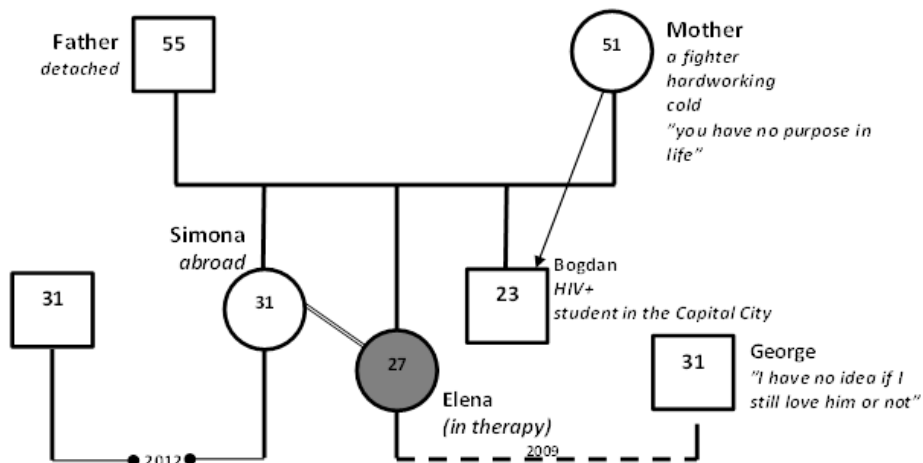 Father
detached
55
51
Mother
a fighter
hardworking
cold
"you have no purpose in
life"
Simona
abroad
31
31
27
Elena
(in therapy)
23
Bogdan
HIV+
student in the Capital City
31
George
"I have no idea if I
still love him or not"
2012
2009